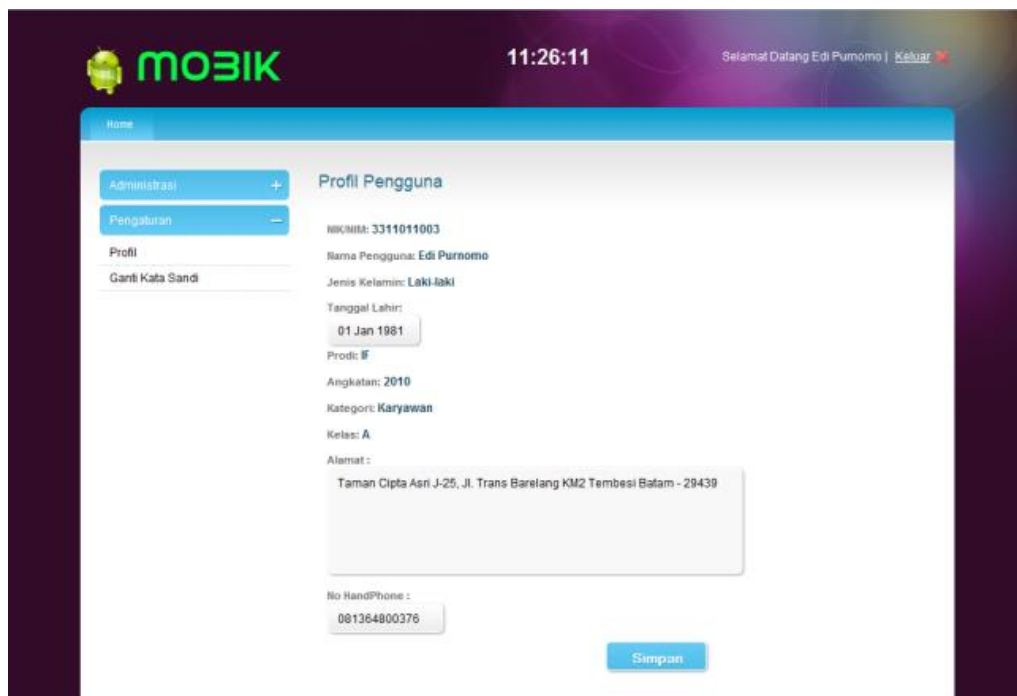 MOBIK
11:26:11
Selamat Datang Edi Purnomo | Keluar
Home
Administrasi
Pengaturan
Profil
Ganti Kata Sandi
Profil Pengguna
NIK/NIM: 3311011003
Nama Pengguna: Edi Purnomo
Jenis Kelamin: Laki-laki
Tanggal Lahir:
01 Jan 1981
Prodi: IF
Angkatan: 2010
Kategori: Karyawan
Kelas: A
Alamat :
Taman Cipta Asri J-25, Jl. Trans Barelang KM2 Tembesi Batam - 29439
No HandPhone :
081364800376
Simpan